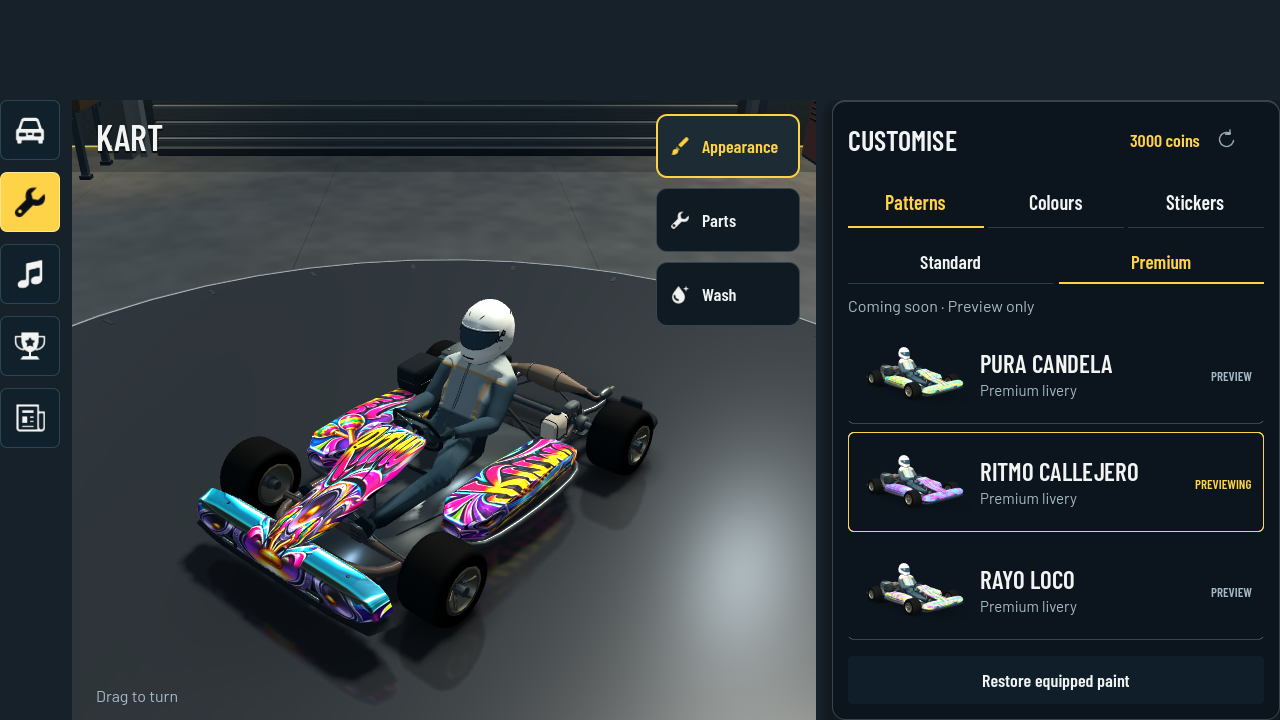 KART
Appearance
Parts
Wash
Drag to turn
CUSTOMISE
3000 coins
Patterns
Colours
Stickers
Standard
Premium
Coming soon · Preview only
PURA CANDELA
Premium livery
PREVIEW
RITMO CALLEJERO
Premium livery
PREVIEWING
RAYO LOCO
Premium livery
PREVIEW
Restore equipped paint